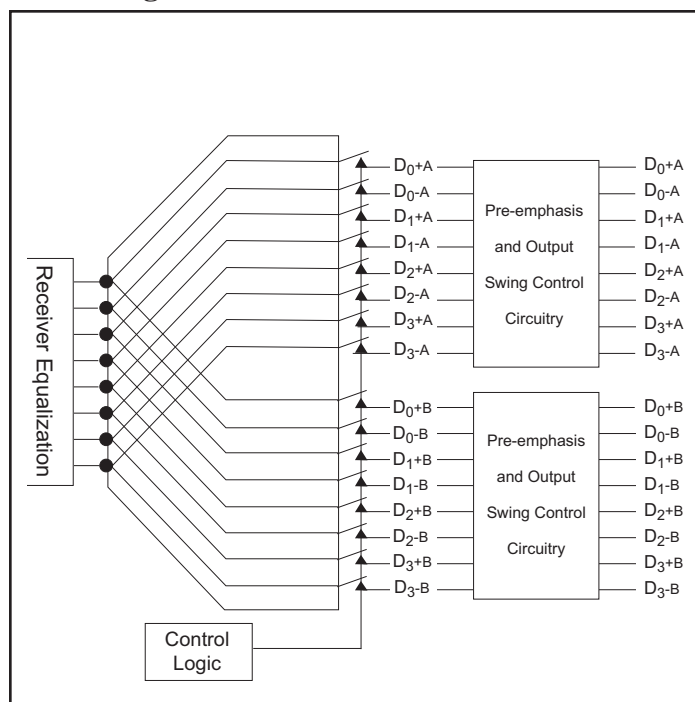 Receiver Equalization
D0+A
D0-A
D1+A
D1-A
D2+A
D2-A
D3+A
D3-A
Pre-emphasis
and Output
Swing Control
Circuitry
D0+A
D0-A
D1+A
D1-A
D2+A
D2-A
D3+A
D3-A
D0+B
D0-B
D1+B
D1-B
D2+B
D2-B
D3+B
D3-B
Pre-emphasis
and Output
Swing Control
Circuitry
D0+B
D0-B
D1+B
D1-B
D2+B
D2-B
D3+B
D3-B
Control
Logic